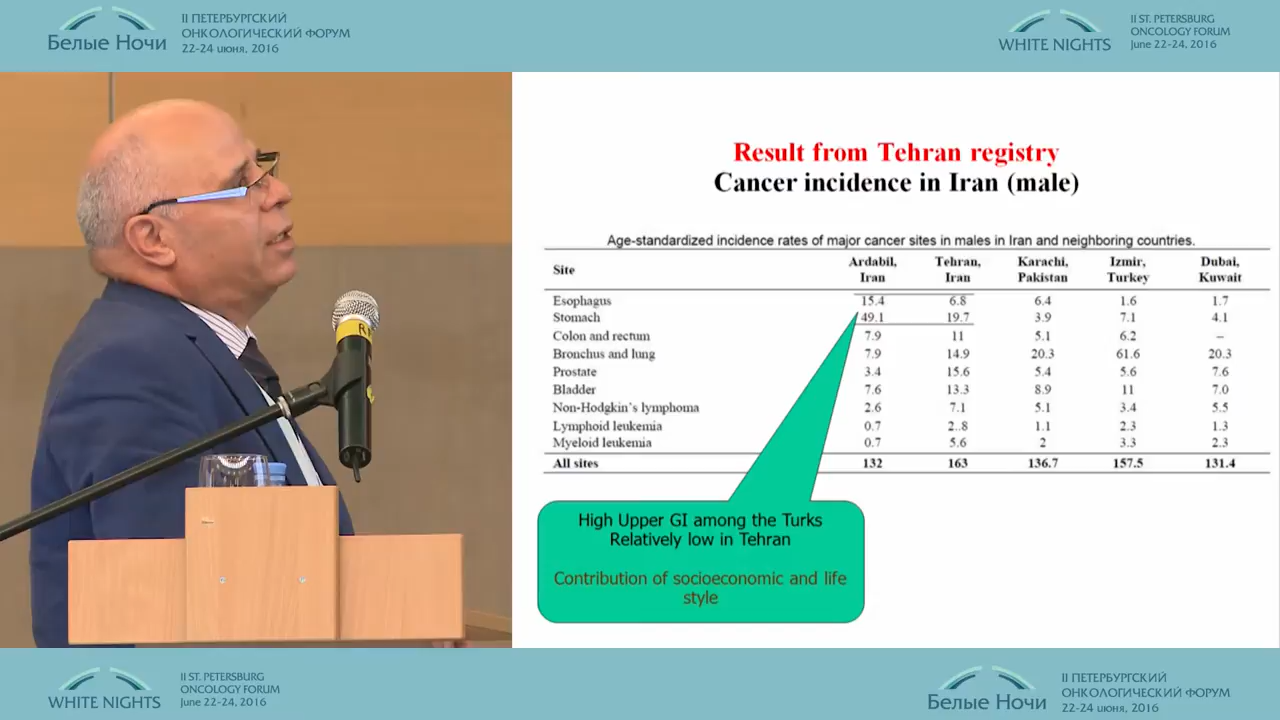 II ПЕТЕРБУРГСКИЙ
ОНКОЛОГИЧЕСКИЙ ФОРУМ
Белые Ночи
22-24 июня, 2016
WHITE NIGHTS
II ST. PETERSBURG
ONCOLOGY FORUM
June 22-24, 2016
Result from Tehran registry
Cancer incidence in Iran (male)
Age-standardized incidence rates of major cancer sites in males in Iran and neighboring countries.
Site Ardabil, Iran Tehran, Iran Karachi, Pakistan Izmir, Turkey Dubai, Kuwait
Esophagus 15.4 6.8 6.4 1.6 1.7
Stomach 49.1 19.7 3.9 7.1 4.1
Colon and rectum 7.9 11 5.1 6.2 –
Bronchus and lung 7.9 14.9 20.3 61.6 20.3
Prostate 3.4 15.6 5.4 5.6 7.6
Bladder 7.6 13.3 8.9 11 7.0
Non-Hodgkin's lymphoma 2.6 7.1 5.1 3.4 5.5
Lymphoid leukemia 0.7 2..8 1.1 2.3 1.3
Myeloid leukemia 0.7 5.6 2 3.3 2.3
All sites 132 163 136.7 157.5 131.4
High Upper GI among the Turks
Relatively low in Tehran
Contribution of socioeconomic and life
style
WHITE NIGHTS
II ST. PETERSBURG
ONCOLOGY FORUM
June 22-24, 2016
Белые Ночи
II ПЕТЕРБУРГСКИЙ
ОНКОЛОГИЧЕСКИЙ ФОРУМ
22-24 июня, 2016